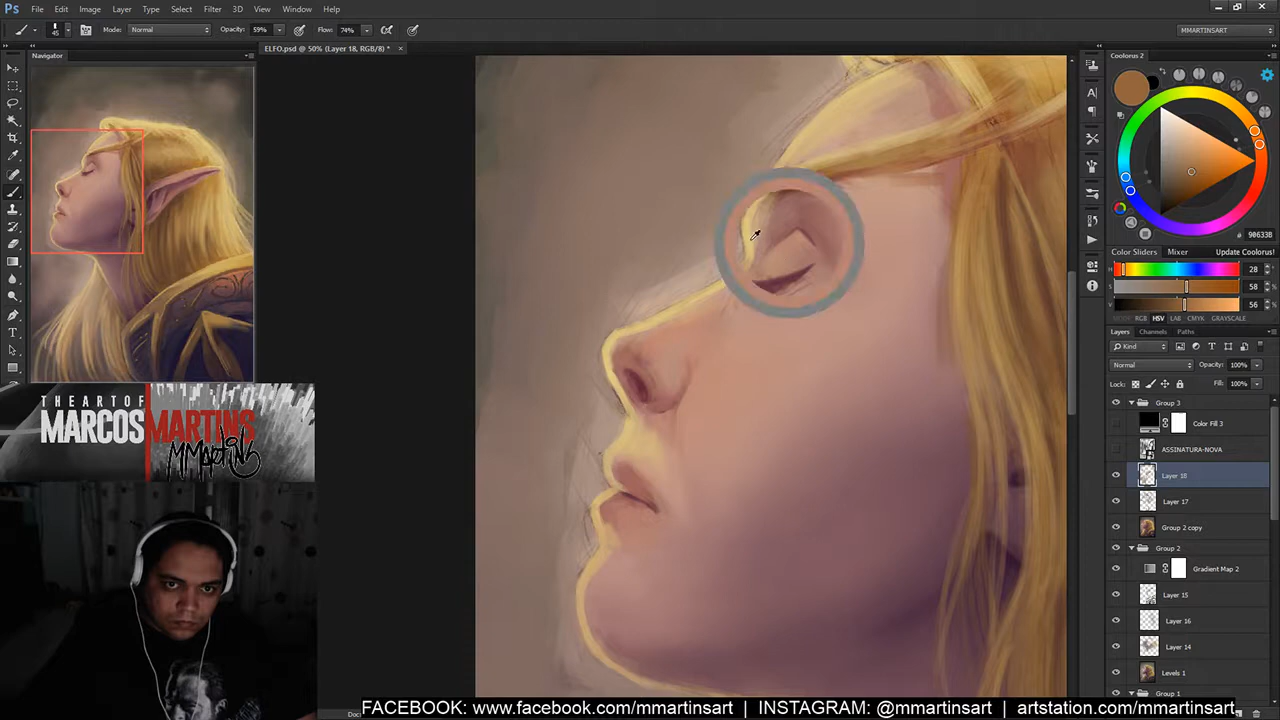 Ps File Edit Image Layer Type Select Filter 3D View Window Help
45 Mode: Normal Opacity: 59% Flow: 74% MMARTINSART
ELFO.psd @ 50% (Layer 18, RGB/8) * ×
Navigator
Coolorus 2
# 90633B
Color Sliders Mixer Update Coolorus!
H 28
S 58
V 56
RGB HSV LAB CMYK GRAYSCALE
Layers Channels Paths
Kind
Normal Opacity: 100%
Lock: Fill: 100%
Group 3
Color Fill 3
ASSINATURA-NOVA
Layer 18
Layer 17
Group 2 copy
Group 2
Gradient Map 2
Layer 15
Layer 16
Layer 14
Levels 1
Group 1
THE ART OF
MARCOS MARTINS
MMartins
FACEBOOK: www.facebook.com/mmartinsart | INSTAGRAM: @mmartinsart | artstation.com/mmartinsart